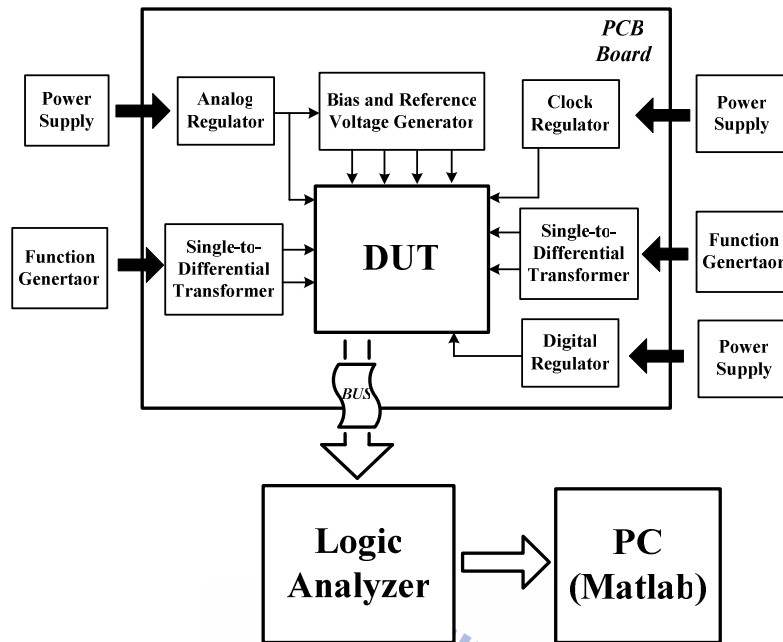 PCB
Board
Power
Supply
Analog
Regulator
Bias and Reference
Voltage Generator
Clock
Regulator
Power
Supply
Function
Genertaor
Single-to-
Differential
Transformer
DUT
Single-to-
Differential
Transformer
Function
Genertaor
Digital
Regulator
Power
Supply
BUS
Logic
Analyzer
PC
(Matlab)